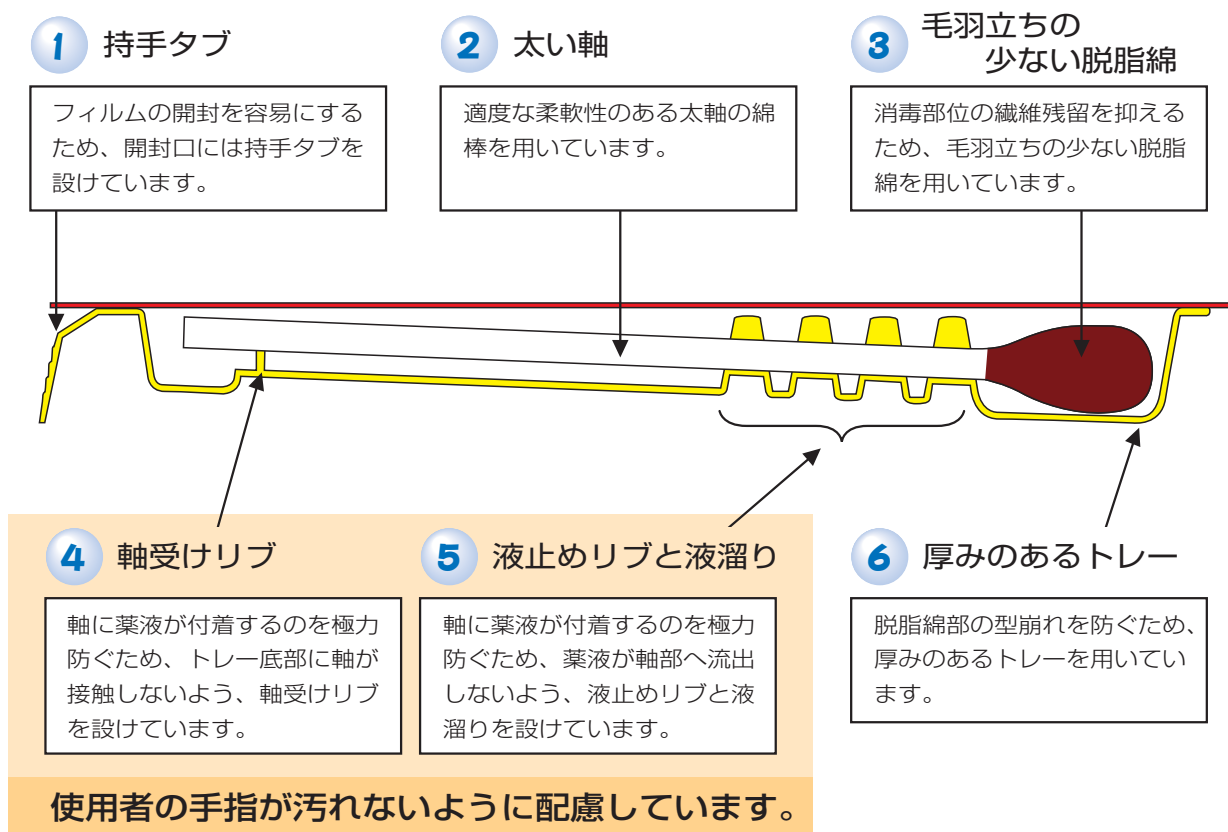 1 持手タブ
フィルムの開封を容易にする
ため、開封口には持手タブを
設けています。
2 太い軸
適度な柔軟性のある太軸の綿
棒を用いています。
3 毛羽立ちの
少ない脱脂綿
消毒部位の繊維残留を抑える
ため、毛羽立ちの少ない脱脂
綿を用いています。
4 軸受けリブ
軸に薬液が付着するのを極力
防ぐため、トレー底部に軸が
接触しないよう、軸受けリブ
を設けています。
5 液止めリブと液溜り
軸に薬液が付着するのを極力
防ぐため、薬液が軸部へ流出
しないよう、液止めリブと液
溜りを設けています。
6 厚みのあるトレー
脱脂綿部の型崩れを防ぐため、
厚みのあるトレーを用いてい
ます。
使用者の手指が汚れないように配慮しています。